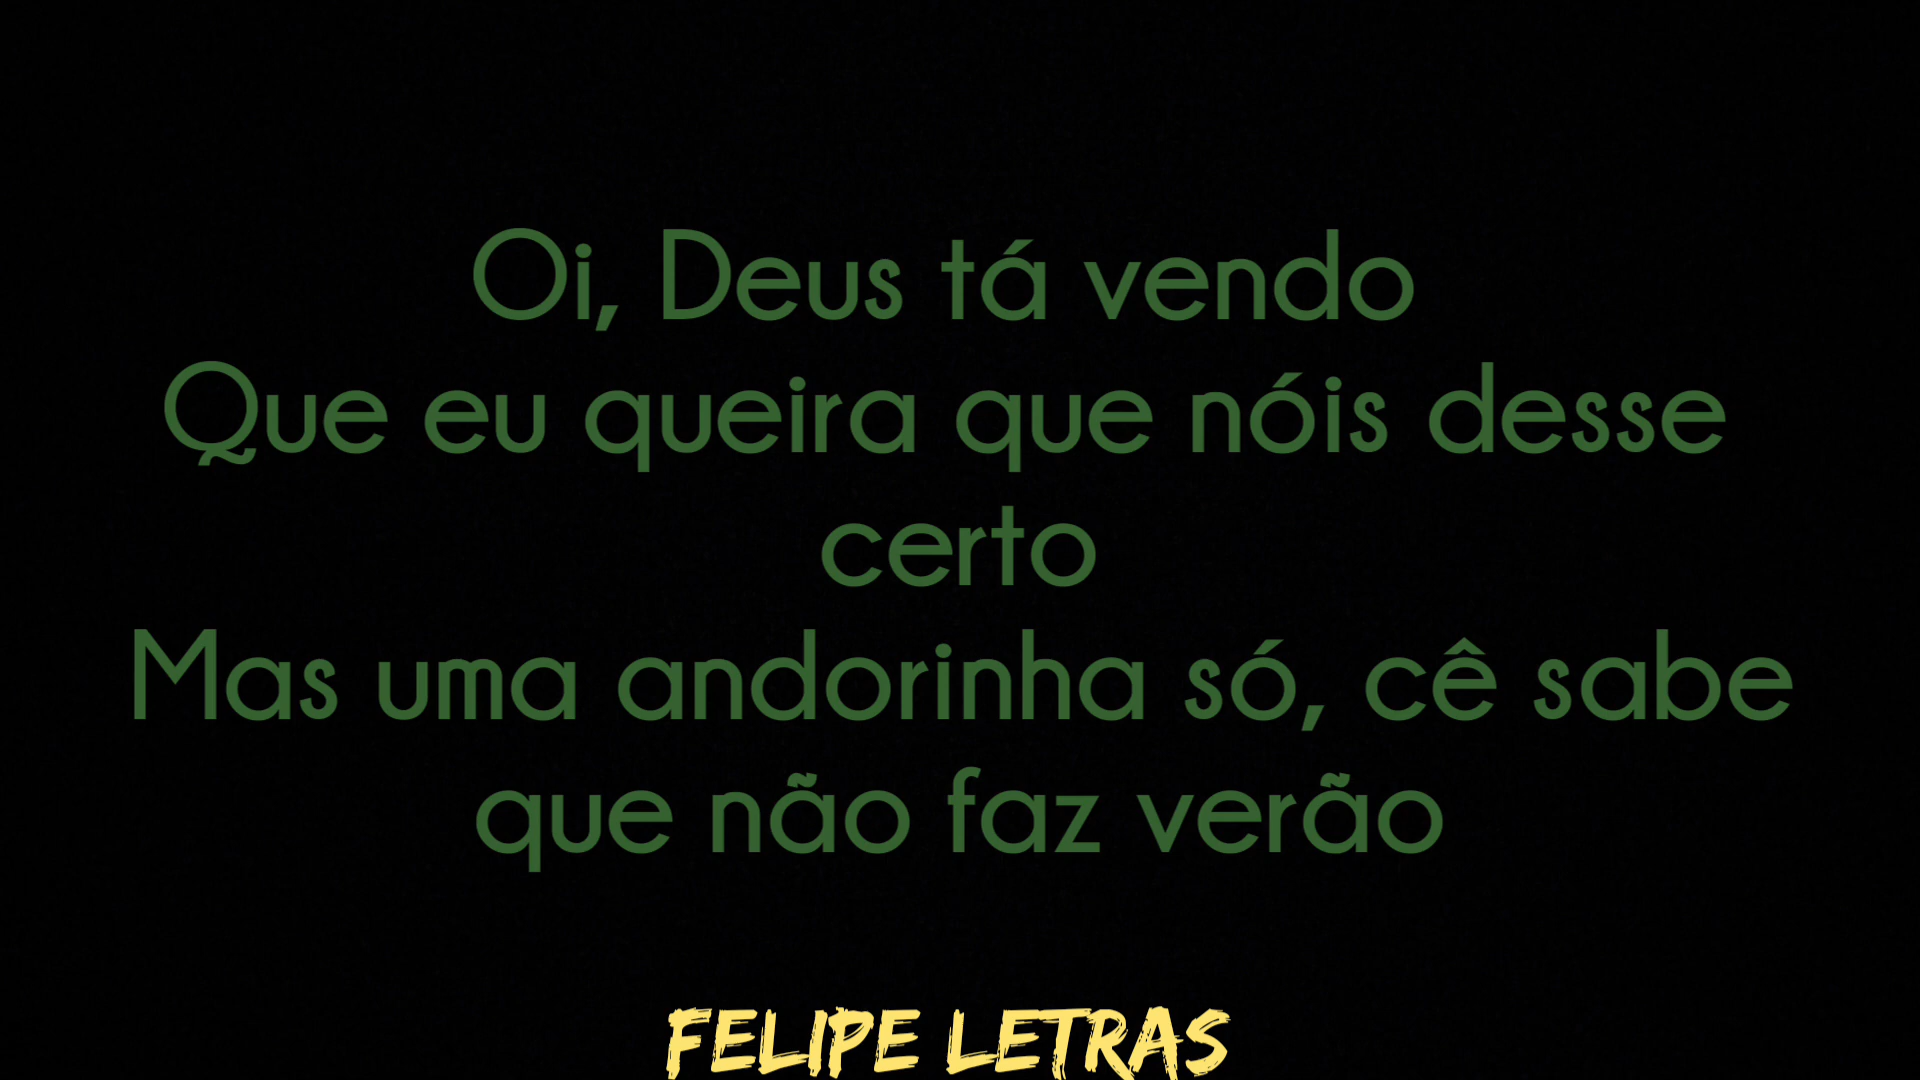 Oi, Deus tá vendo
Que eu queira que nóis desse
certo
Mas uma andorinha só, cê sabe
que não faz verão
FELIPE LETRAS